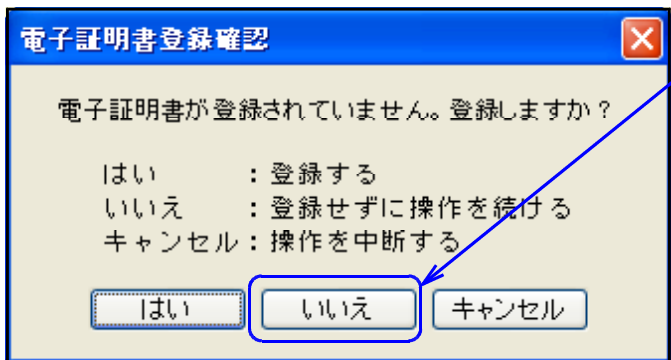 電子証明書登録確認
電子証明書が登録されていません。登録しますか？
はい　　　：登録する
いいえ　　：登録せずに操作を続ける
キャンセル：操作を中断する
はい　いいえ　キャンセル